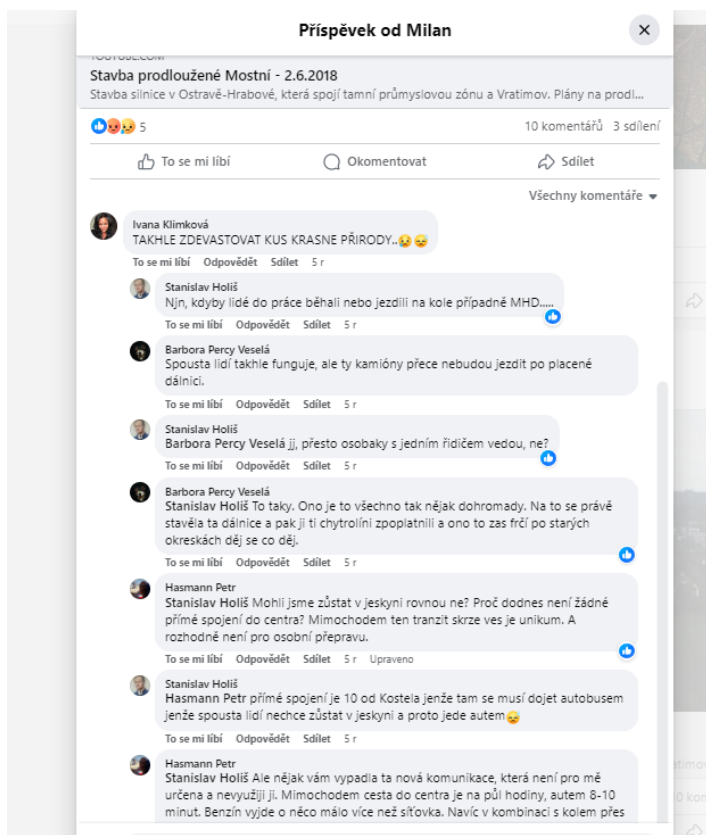 Příspěvek od Milan
YOUTUBE.COM
Stavba prodloužené Mostní - 2.6.2018
Stavba silnice v Ostravě-Hrabové, která spojí tamní průmyslovou zónu a Vratimov. Plány na prodl...
5
10 komentářů 3 sdílení
To se mi líbí Okomentovat Sdílet
Všechny komentáře
Ivana Klimková
TAKHLE ZDEVASTOVAT KUS KRASNE PŘIRODY..😥😓
To se mi líbí Odpovědět Sdílet 5 r
Stanislav Holiš
Njn, kdyby lidé do práce běhali nebo jezdili na kole případně MHD.....
To se mi líbí Odpovědět Sdílet 5 r
Barbora Percy Veselá
Spousta lidí takhle funguje, ale ty kamióny přece nebudou jezdit po placené
dálnici.
To se mi líbí Odpovědět Sdílet 5 r
Stanislav Holiš
Barbora Percy Veselá jj, přesto osobaky s jedním řidičem vedou, ne?
To se mi líbí Odpovědět Sdílet 5 r
Barbora Percy Veselá
Stanislav Holiš To taky. Ono je to všechno tak nějak dohromady. Na to se právě
stavěla ta dálnice a pak ji ti chytrolíni zpoplatnili a ono to zas frčí po starých
okreskách děj se co děj.
To se mi líbí Odpovědět Sdílet 5 r
Hasmann Petr
Stanislav Holiš Mohli jsme zůstat v jeskyni rovnou ne? Proč dodnes není žádné
přímé spojení do centra? Mimochodem ten tranzit skrze ves je unikum. A
rozhodně není pro osobní přepravu.
To se mi líbí Odpovědět Sdílet 5 r Upraveno
Stanislav Holiš
Hasmann Petr přímé spojení je 10 od Kostela jenže tam se musí dojet autobusem
jenže spousta lidí nechce zůstat v jeskyni a proto jede autem😅
To se mi líbí Odpovědět Sdílet 5 r
Hasmann Petr
Stanislav Holiš Ale nějak vám vypadla ta nová komunikace, která není pro mě
určena a nevyužiji ji. Mimochodem cesta do centra je na půl hodiny, autem 8-10
minut. Benzín vyjde o něco málo více než síťovka. Navíc v kombinaci s kolem přes